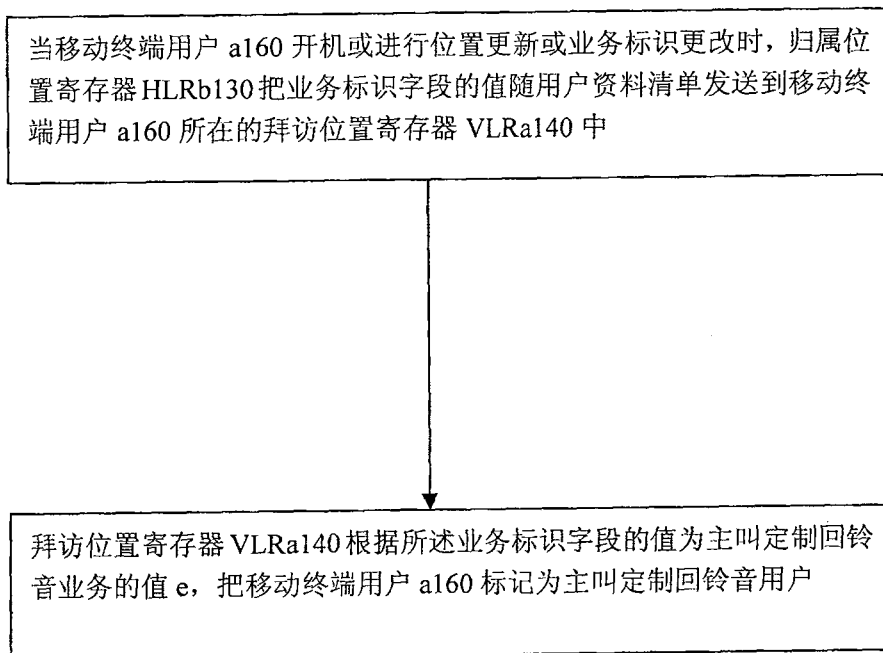 当移动终端用户 a160 开机或进行位置更新或业务标识更改时，归属位
置寄存器 HLRb130 把业务标识字段的值随用户资料清单发送到移动终
端用户 a160 所在的拜访位置寄存器 VLRa140 中
拜访位置寄存器 VLRa140 根据所述业务标识字段的值为主叫定制回铃
音业务的值 e，把移动终端用户 a160 标记为主叫定制回铃音用户